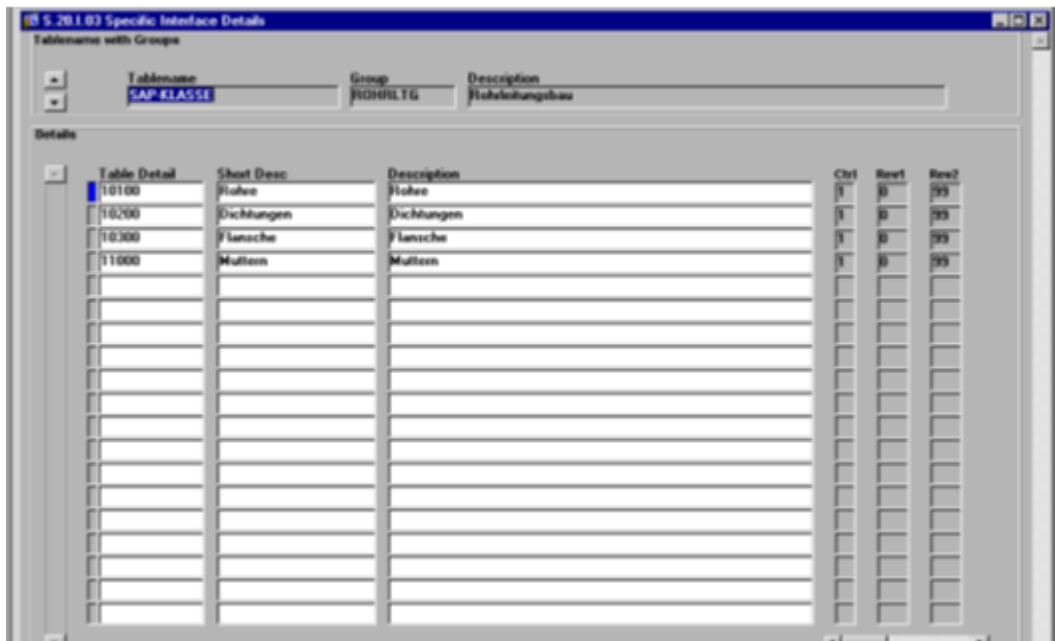 S.20.I.03 Specific Interface Details
Tablename with Groups
Tablename Group Description
SAP-KLASSE ROHRLTG Rohrleitungsbau
Details
Table Detail Short Desc Description Ctrl Rev1 Rev2
10100 Rohre Rohre 1 0 99
10200 Dichtungen Dichtungen 1 0 99
10300 Flansche Flansche 1 0 99
11000 Muttern Muttern 1 0 99